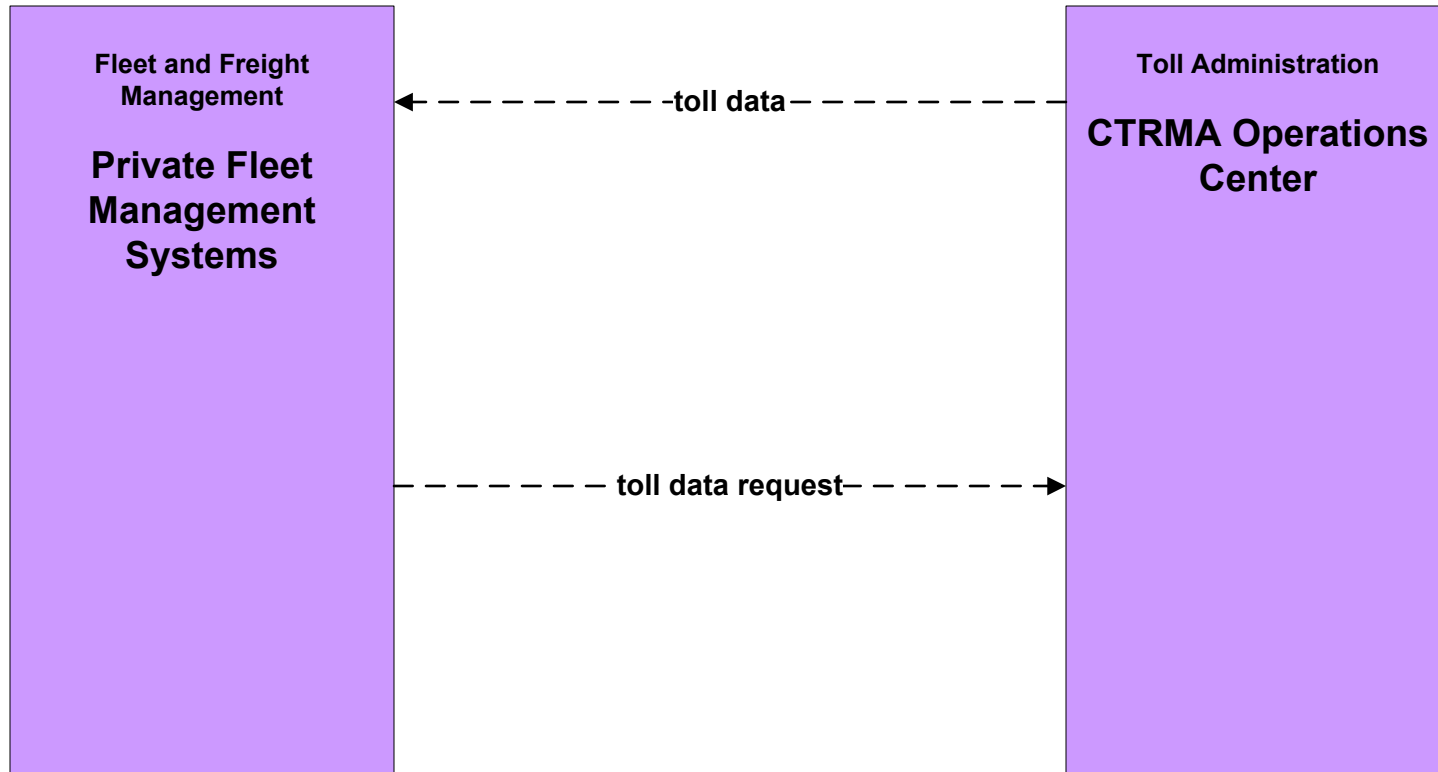 Fleet and Freight
Management
Private Fleet
Management
Systems
toll data
toll data request
Toll Administration
CTRMA Operations
Center